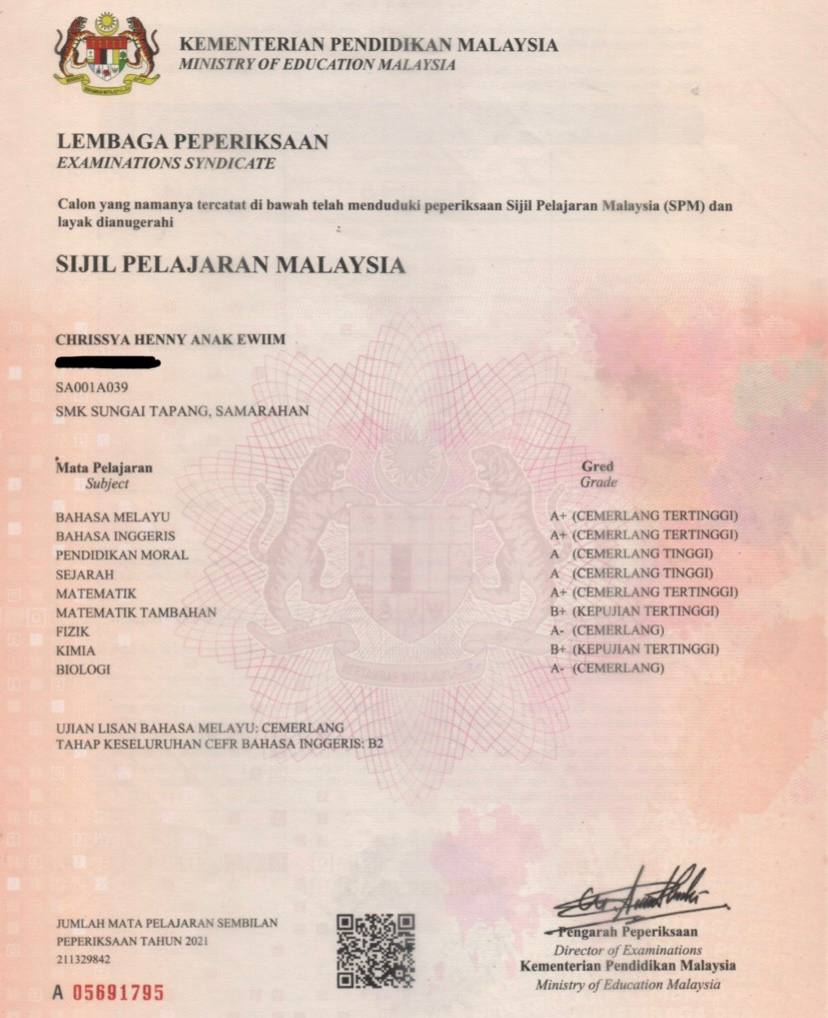 KEMENTERIAN PENDIDIKAN MALAYSIA
MINISTRY OF EDUCATION MALAYSIA
LEMBAGA PEPERIKSAAN
EXAMINATIONS SYNDICATE
Calon yang namanya tercatat di bawah telah menduduki peperiksaan Sijil Pelajaran Malaysia (SPM) dan
layak dianugerahi
SIJIL PELAJARAN MALAYSIA
CHRISSYA HENNY ANAK EWIIM
SA001A039
SMK SUNGAI TAPANG, SAMARAHAN
Mata Pelajaran Gred
Subject Grade
BAHASA MELAYU A+ (CEMERLANG TERTINGGI)
BAHASA INGGERIS A+ (CEMERLANG TERTINGGI)
PENDIDIKAN MORAL A (CEMERLANG TINGGI)
SEJARAH A (CEMERLANG TINGGI)
MATEMATIK A+ (CEMERLANG TERTINGGI)
MATEMATIK TAMBAHAN B+ (KEPUJIAN TERTINGGI)
FIZIK A- (CEMERLANG)
KIMIA B+ (KEPUJIAN TERTINGGI)
BIOLOGI A- (CEMERLANG)
UJIAN LISAN BAHASA MELAYU: CEMERLANG
TAHAP KESELURUHAN CEFR BAHASA INGGERIS: B2
JUMLAH MATA PELAJARAN SEMBILAN
PEPERIKSAAN TAHUN 2021
211329842
A 05691795
Pengarah Peperiksaan
Director of Examinations
Kementerian Pendidikan Malaysia
Ministry of Education Malaysia